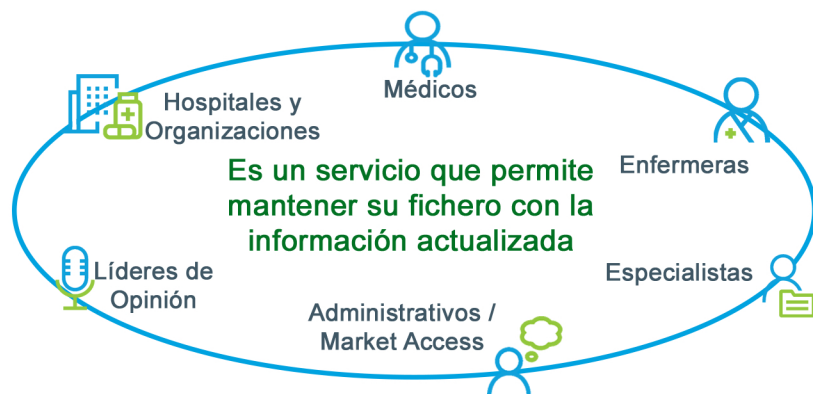 Médicos
Hospitales y
Organizaciones
Enfermeras
Es un servicio que permite
mantener su fichero con la
información actualizada
Líderes de
Opinión
Especialistas
Administrativos /
Market Access